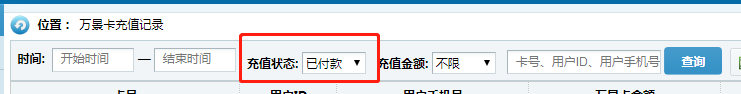 位置： 万景卡充值记录
时间: 开始时间 — 结束时间 充值状态: 已付款 充值金额: 不限 卡号、用户ID、用户手机号 查询